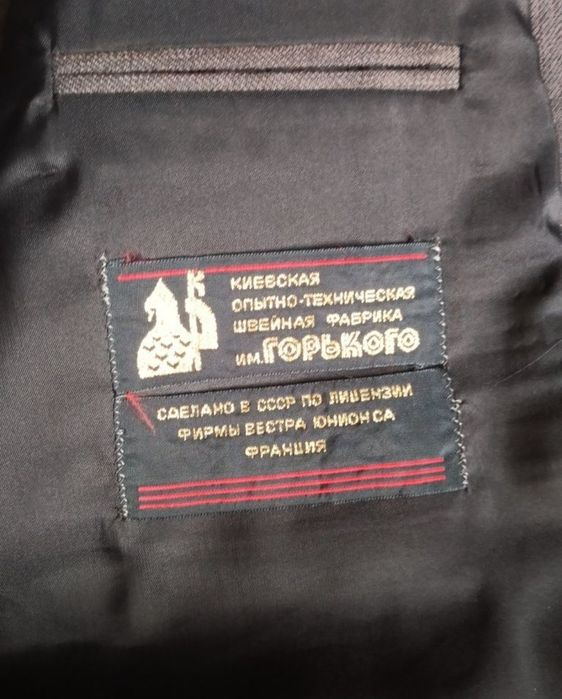 КИЕВСКАЯ
ОПЫТНО-ТЕХНИЧЕСКАЯ
ШВЕЙНАЯ ФАБРИКА
ИМ. ГОРЬКОГО
СДЕЛАНО В СССР ПО ЛИЦЕНЗИИ
ФИРМЫ ВЕСТРА ЮНИОН СА
ФРАНЦИЯ